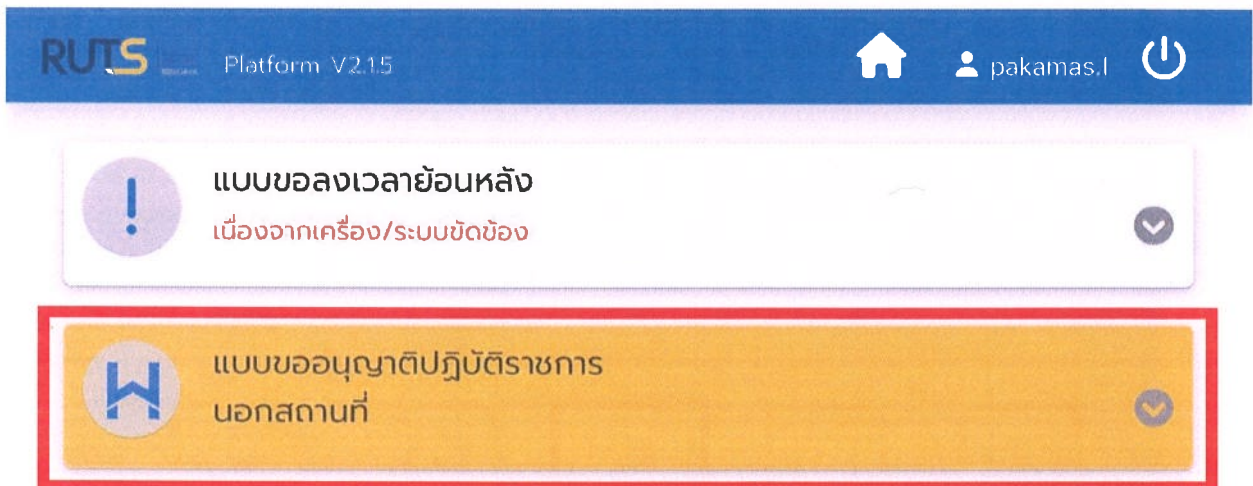 RUTS Platform V2.1.5 pakamas.l
แบบขอลงเวลาย้อนหลัง
เนื่องจากเครื่อง/ระบบขัดข้อง
แบบขออนุญาติปฏิบัติราชการ
นอกสถานที่